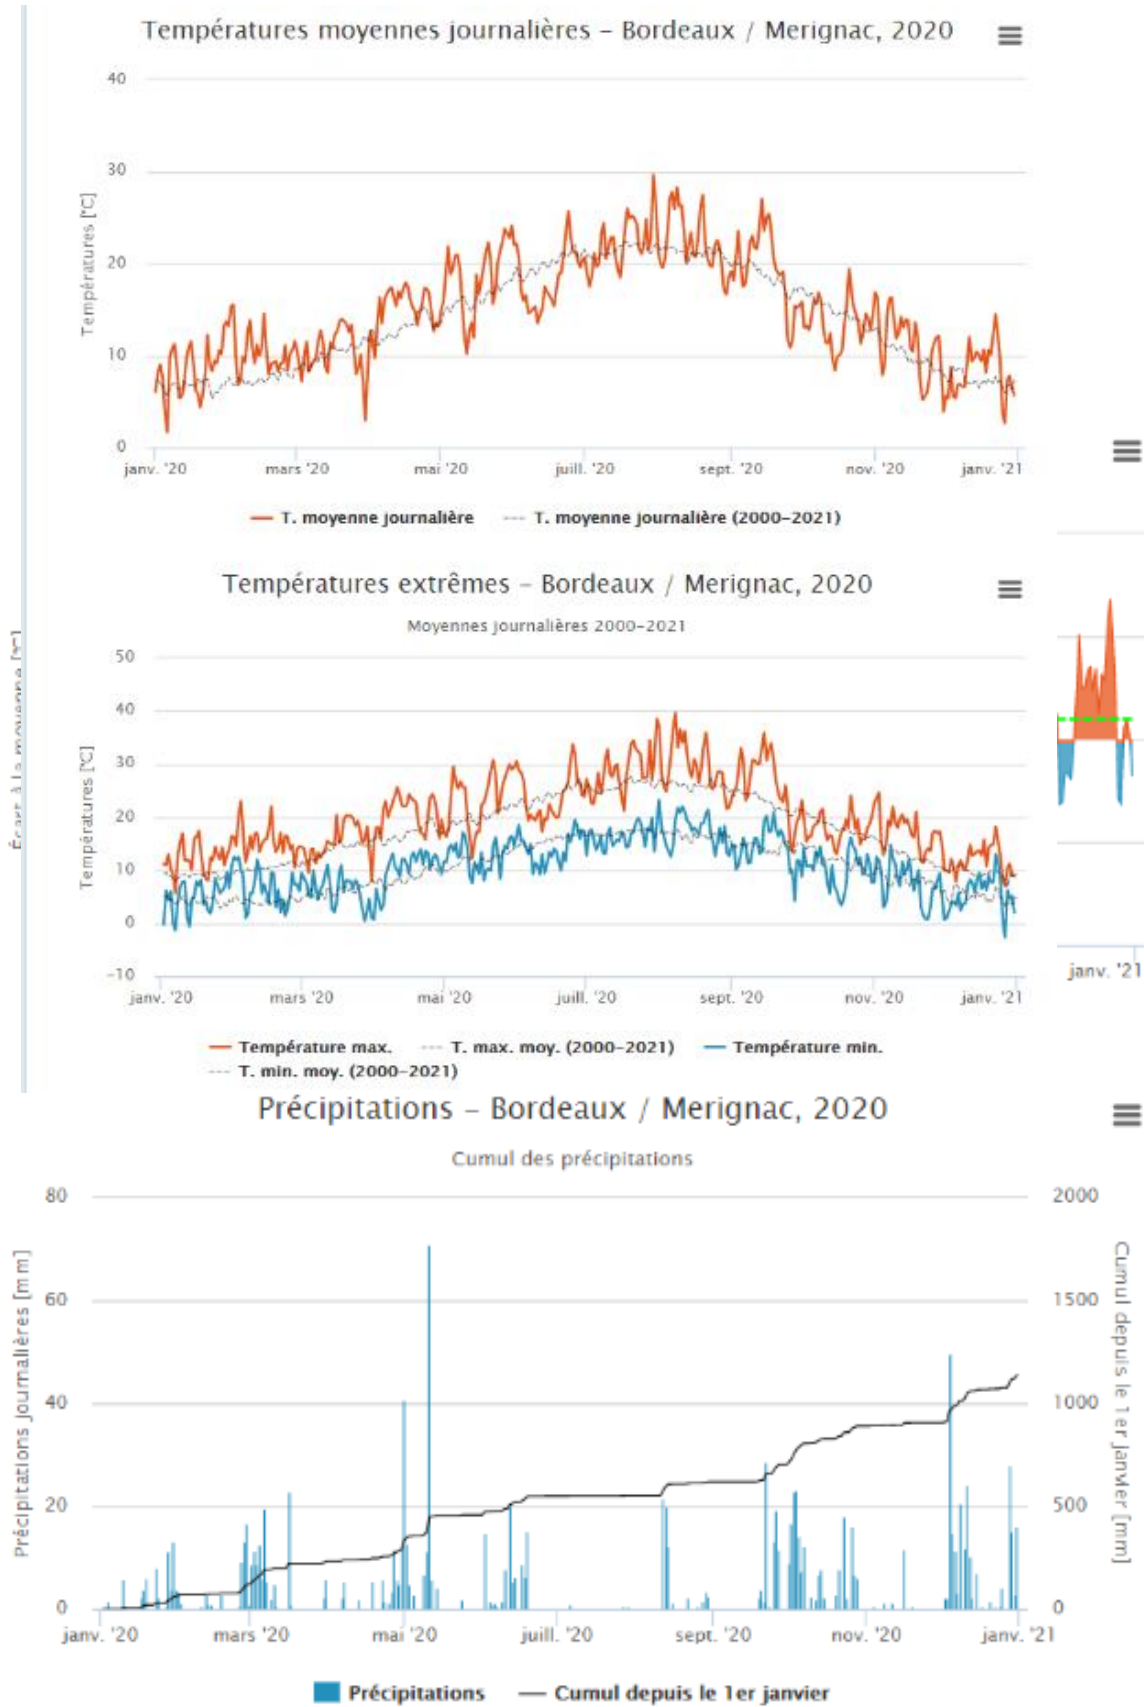 Températures moyennes journalières – Bordeaux / Merignac, 2020
40
30
20
10
0
Températures [°C]
janv. '20 mars '20 mai '20 juill. '20 sept. '20 nov. '20 janv. '21
T. moyenne journalière T. moyenne journalière (2000–2021)
Températures extrêmes – Bordeaux / Merignac, 2020
Moyennes journalières 2000–2021
50
40
30
20
10
0
-10
Températures [°C]
janv. '20 mars '20 mai '20 juill. '20 sept. '20 nov. '20 janv. '21
Température max. T. max. moy. (2000–2021) Température min.
T. min. moy. (2000–2021)
Écart à la moyenne [°C]
janv. '21
Précipitations – Bordeaux / Merignac, 2020
Cumul des précipitations
80
60
40
20
0
Précipitations journalières [mm]
2000
1500
1000
500
0
Cumul depuis le 1er janvier [mm]
janv. '20 mars '20 mai '20 juill. '20 sept. '20 nov. '20 janv. '21
Précipitations Cumul depuis le 1er janvier